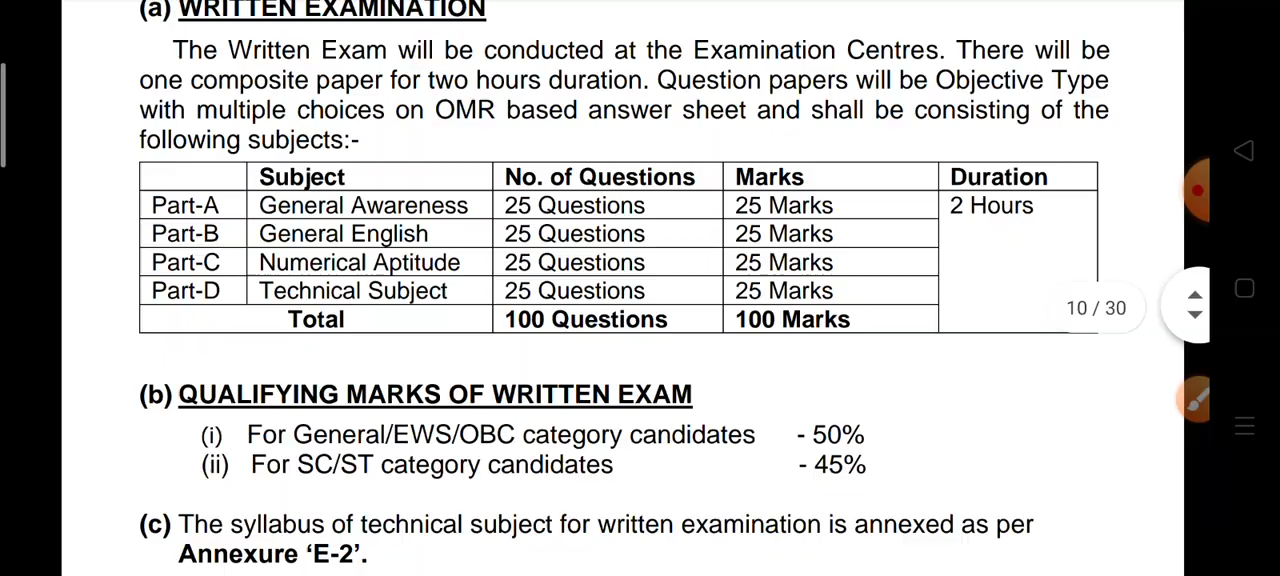 (a) WRITTEN EXAMINATION
The Written Exam will be conducted at the Examination Centres. There will be
one composite paper for two hours duration. Question papers will be Objective Type
with multiple choices on OMR based answer sheet and shall be consisting of the
following subjects:-
Subject No. of Questions Marks Duration
Part-A General Awareness 25 Questions 25 Marks 2 Hours
Part-B General English 25 Questions 25 Marks
Part-C Numerical Aptitude 25 Questions 25 Marks
Part-D Technical Subject 25 Questions 25 Marks
Total 100 Questions 100 Marks
10 / 30
(b) QUALIFYING MARKS OF WRITTEN EXAM
(i) For General/EWS/OBC category candidates - 50%
(ii) For SC/ST category candidates - 45%
(c) The syllabus of technical subject for written examination is annexed as per
Annexure ‘E-2’.